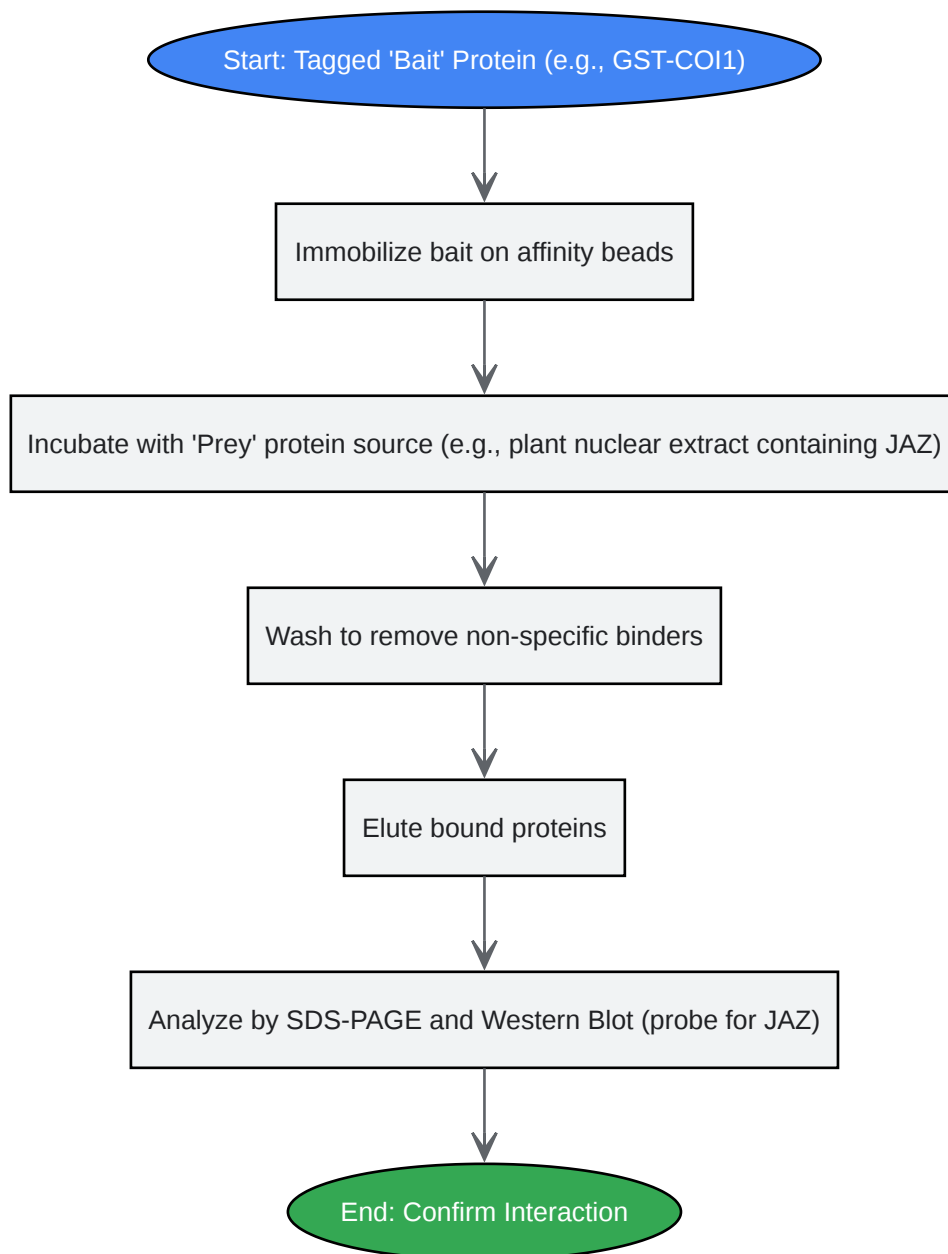 Start: Tagged 'Bait' Protein (e.g., GST-COI1)
Immobilize bait on affinity beads
Incubate with 'Prey' protein source (e.g., plant nuclear extract containing JAZ)
Wash to remove non-specific binders
Elute bound proteins
Analyze by SDS-PAGE and Western Blot (probe for JAZ)
End: Confirm Interaction